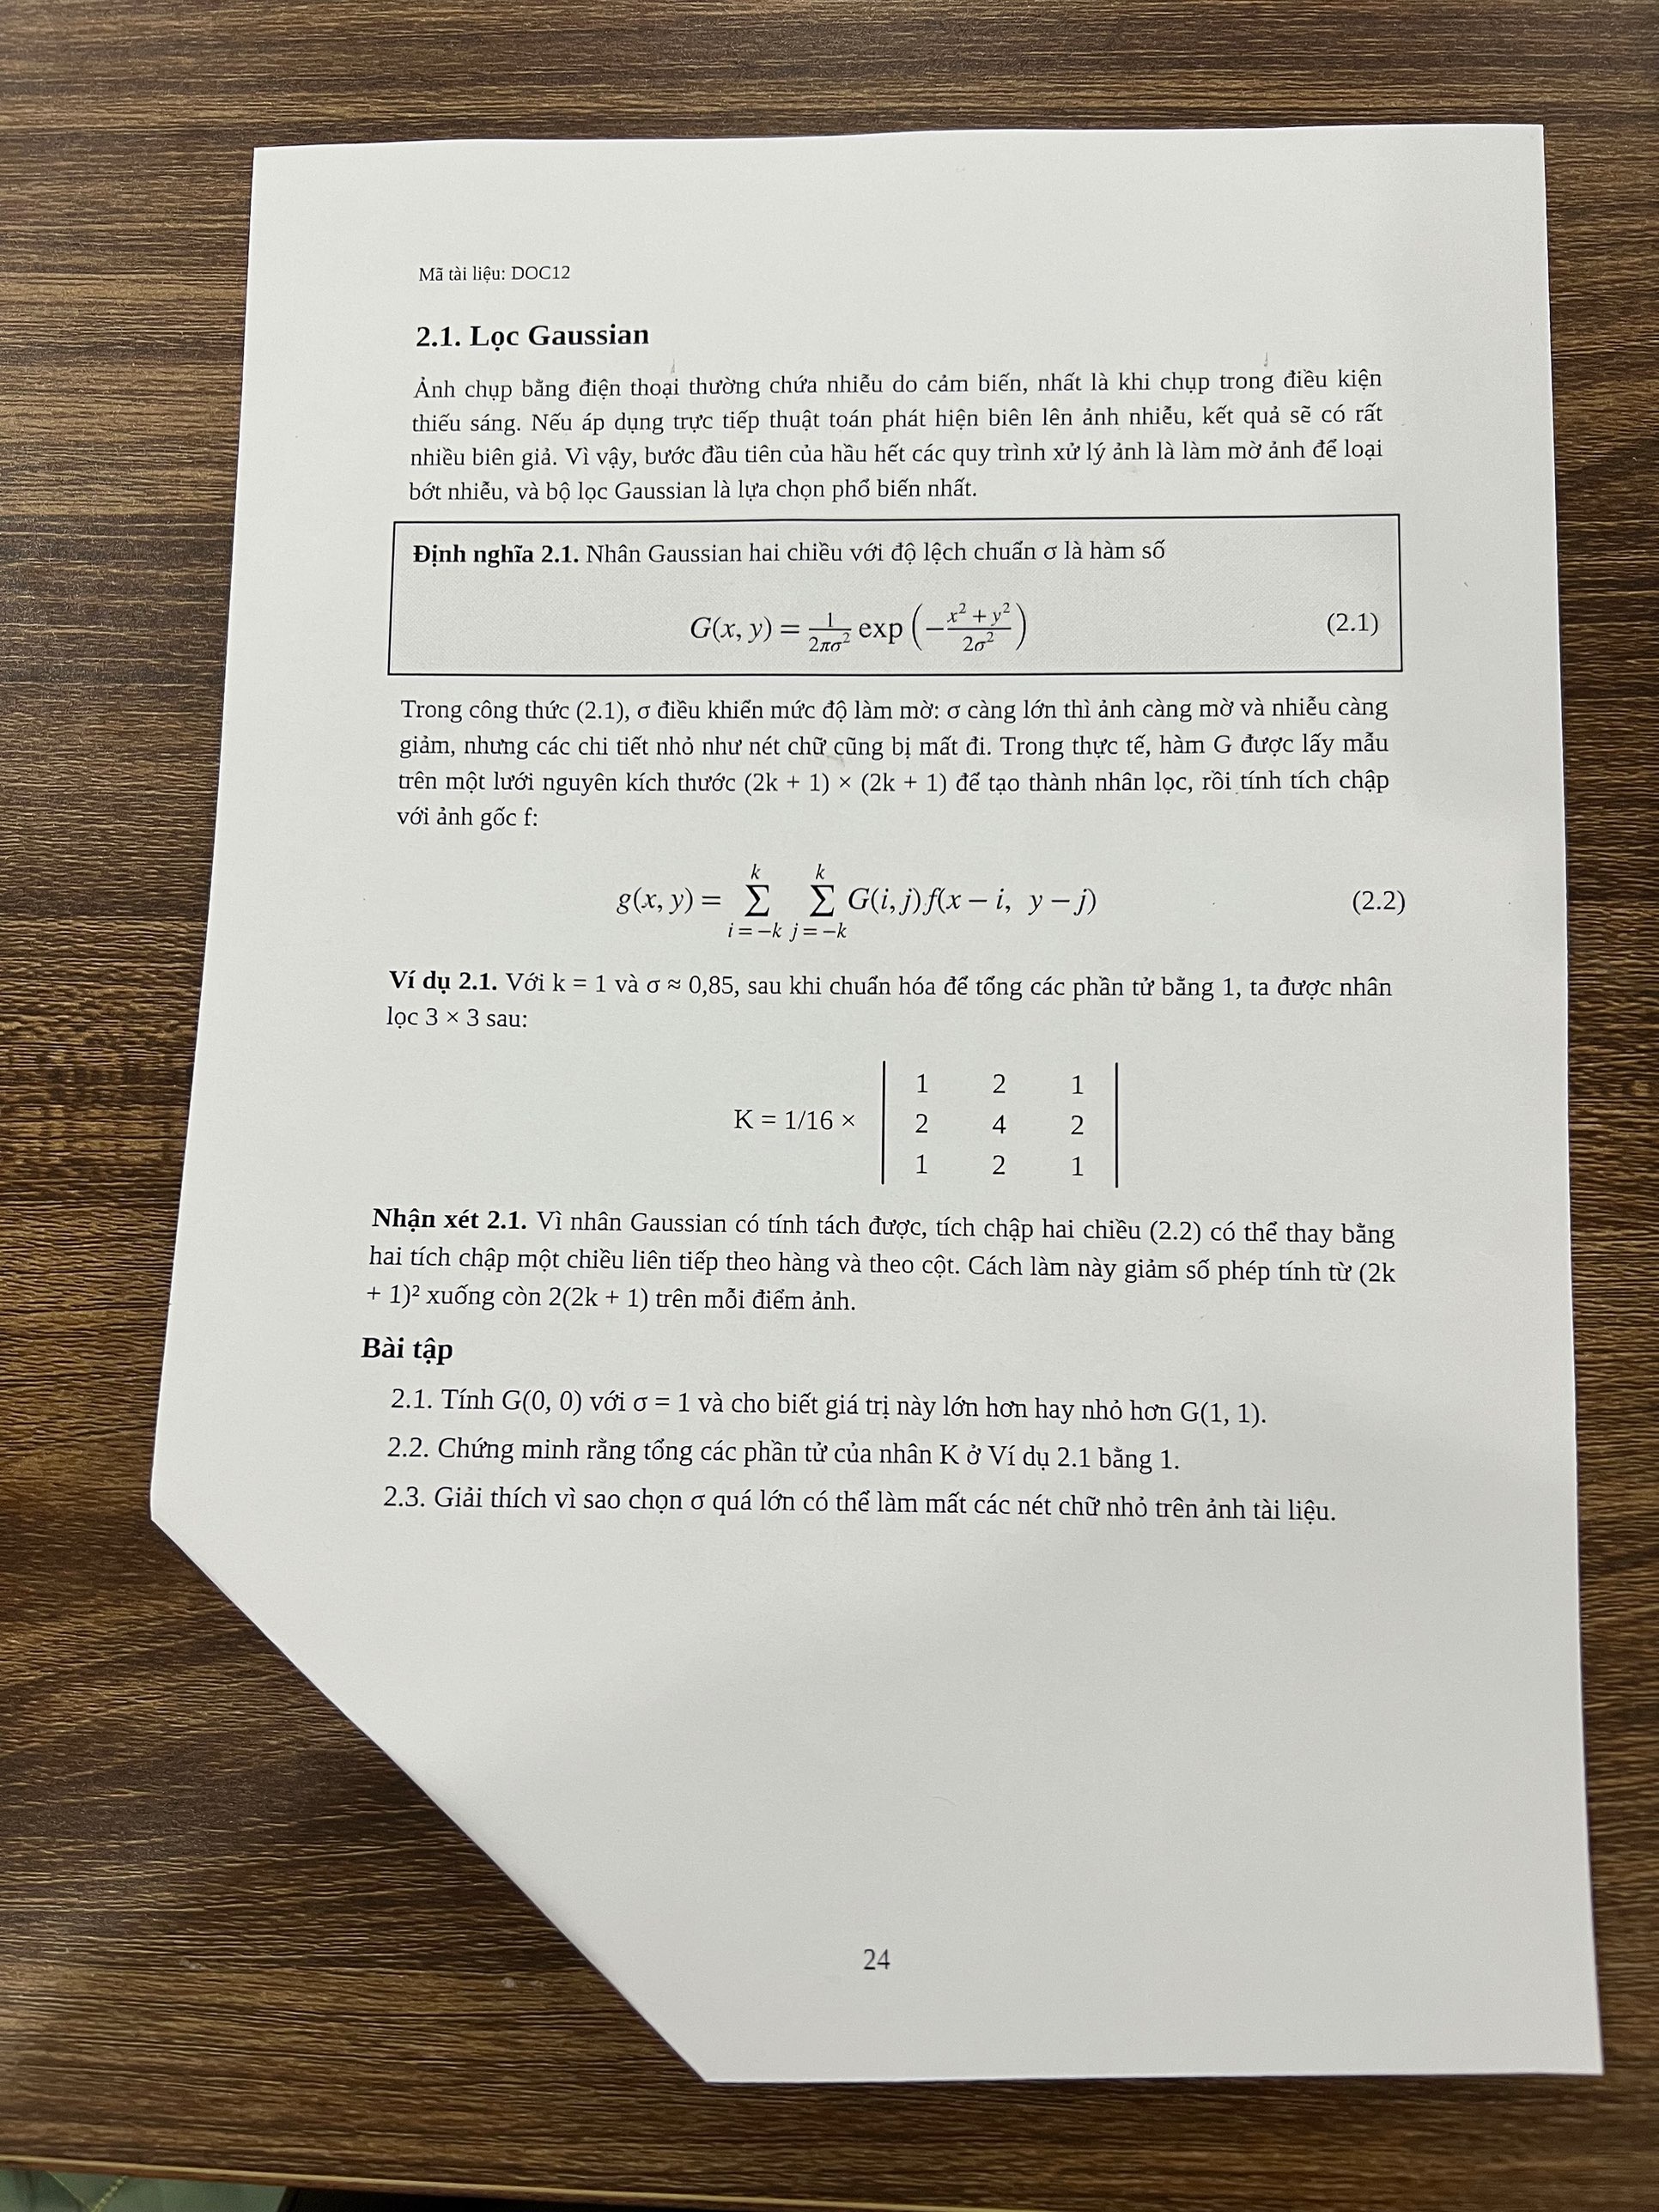 Mã tài liệu: DOC12
2.1. Lọc Gaussian
Ảnh chụp bằng điện thoại thường chứa nhiễu do cảm biến, nhất là khi chụp trong điều kiện
thiếu sáng. Nếu áp dụng trực tiếp thuật toán phát hiện biên lên ảnh nhiễu, kết quả sẽ có rất
nhiều biên giả. Vì vậy, bước đầu tiên của hầu hết các quy trình xử lý ảnh là làm mờ ảnh để loại
bớt nhiễu, và bộ lọc Gaussian là lựa chọn phổ biến nhất.
Định nghĩa 2.1. Nhân Gaussian hai chiều với độ lệch chuẩn σ là hàm số
G(x, y) = 1/(2πσ²) exp (−(x² + y²)/(2σ²)) (2.1)
Trong công thức (2.1), σ điều khiển mức độ làm mờ: σ càng lớn thì ảnh càng mờ và nhiễu càng
giảm, nhưng các chi tiết nhỏ như nét chữ cũng bị mất đi. Trong thực tế, hàm G được lấy mẫu
trên một lưới nguyên kích thước (2k + 1) × (2k + 1) để tạo thành nhân lọc, rồi tính tích chập
với ảnh gốc f:
g(x, y) = ∑_{i = −k}^{k} ∑_{j = −k}^{k} G(i, j) f(x − i, y − j) (2.2)
Ví dụ 2.1. Với k = 1 và σ ≈ 0,85, sau khi chuẩn hóa để tổng các phần tử bằng 1, ta được nhân
lọc 3 × 3 sau:
1 2 1
K = 1/16 × 2 4 2
1 2 1
Nhận xét 2.1. Vì nhân Gaussian có tính tách được, tích chập hai chiều (2.2) có thể thay bằng
hai tích chập một chiều liên tiếp theo hàng và theo cột. Cách làm này giảm số phép tính từ (2k
+ 1)² xuống còn 2(2k + 1) trên mỗi điểm ảnh.
Bài tập
2.1. Tính G(0, 0) với σ = 1 và cho biết giá trị này lớn hơn hay nhỏ hơn G(1, 1).
2.2. Chứng minh rằng tổng các phần tử của nhân K ở Ví dụ 2.1 bằng 1.
2.3. Giải thích vì sao chọn σ quá lớn có thể làm mất các nét chữ nhỏ trên ảnh tài liệu.
24